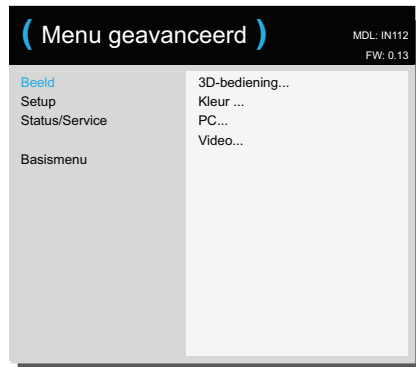 ( Menu geavanceerd )
MDL: IN112
FW: 0.13
Beeld
Setup
Status/Service
Basismenu
3D-bediening...
Kleur ...
PC...
Video...